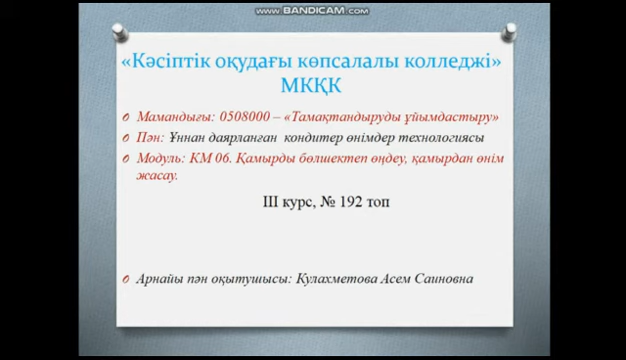 www.BANDICAM.com
«Кәсіптік оқудағы көпсалалы колледжі»
МКҚК
Мамандығы: 0508000 – «Тамақтандыруды ұйымдастыру»
Пән: Ұннан даярланған кондитер өнімдер технологиясы
Модуль: КМ 06. Қамырды бөлшектеп өңдеу, қамырдан өнім
жасау.
ІІІ курс, № 192 топ
Арнайы пән оқытушысы: Кулахметова Асем Саиновна